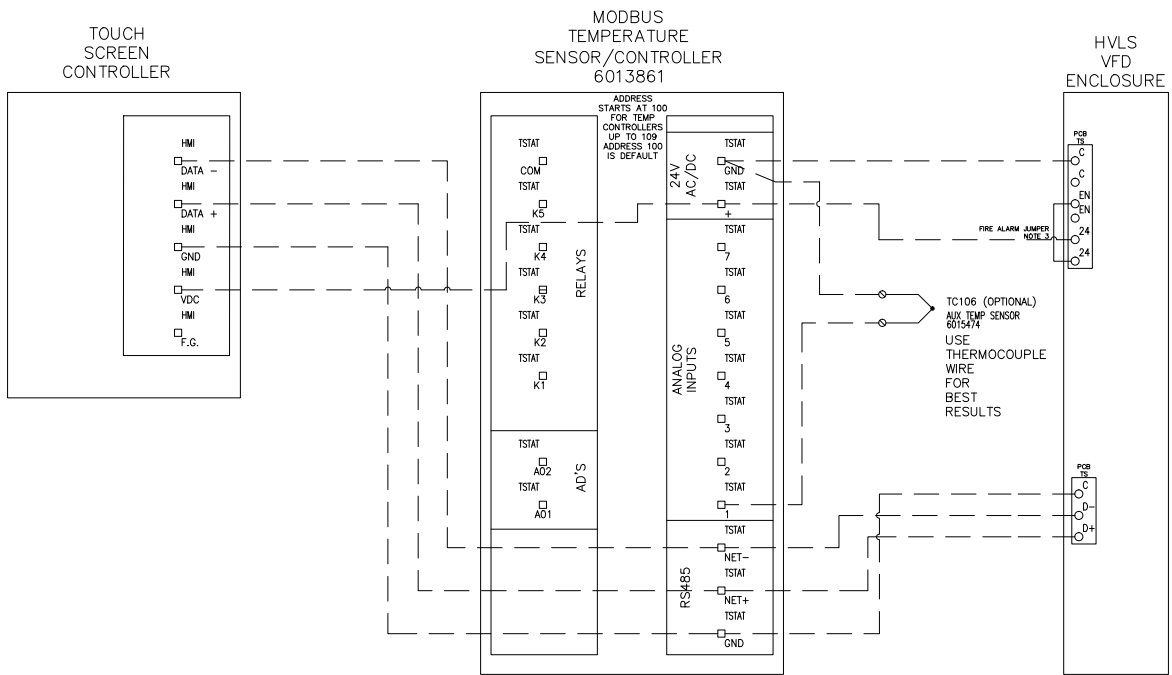 TOUCH
SCREEN
CONTROLLER
HMI
DATA -
HMI
DATA +
HMI
GND
HMI
VDC
HMI
F.G.
MODBUS
TEMPERATURE
SENSOR/CONTROLLER
6013861
ADDRESS
STARTS AT 100
FOR TEMP
CONTROLLERS
UP TO 109
ADDRESS 100
IS DEFAULT
TSTAT
COM
TSTAT
K5
TSTAT
K4
TSTAT
K3
TSTAT
K2
TSTAT
K1
RELAYS
TSTAT
AO2
TSTAT
AO1
AD'S
24V
AC/DC
TSTAT
GND
TSTAT
+
ANALOG
INPUTS
TSTAT
7
TSTAT
6
TSTAT
5
TSTAT
4
TSTAT
3
TSTAT
2
TSTAT
1
RS485
TSTAT
NET-
TSTAT
NET+
TSTAT
GND
HVLS
VFD
ENCLOSURE
PCB
TS
C
C
EN
EN
24
24
FIRE ALARM JUMPER
NOTE 3
TC106 (OPTIONAL)
AUX TEMP SENSOR
6015474
USE
THERMOCOUPLE
WIRE
FOR
BEST
RESULTS
PCB
TS
C
D-
D+